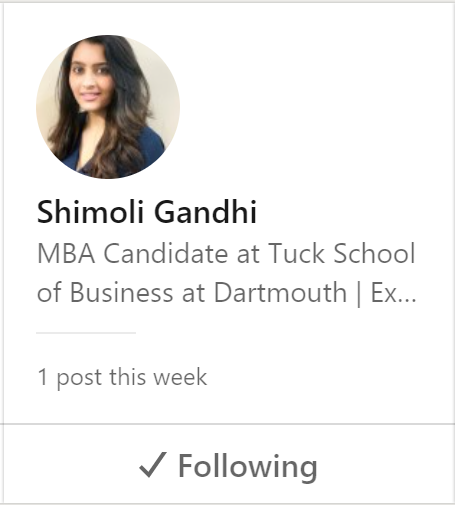 Shimoli Gandhi
MBA Candidate at Tuck School
of Business at Dartmouth | Ex...
1 post this week
✓ Following